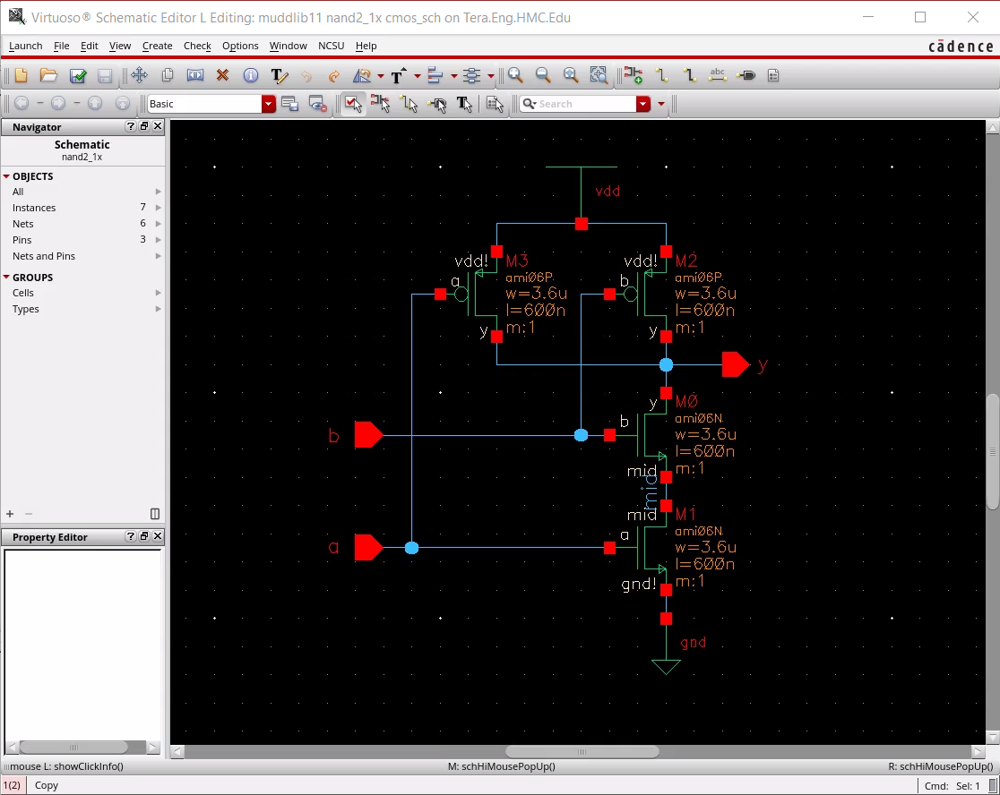 Virtuoso® Schematic Editor L Editing: muddlib11 nand2_1x cmos_sch on Tera.Eng.HMC.Edu
Launch File Edit View Create Check Options Window NCSU Help
cādence
T T
abc
Basic
T
Search
Navigator
Schematic
nand2_1x
OBJECTS
All
Instances 7
Nets 6
Pins 3
Nets and Pins
GROUPS
Cells
Types
Property Editor
vdd
vdd! M3
a ami06P
w=3.6u
l=600n
y m:1
vdd! M2
b ami06P
w=3.6u
l=600n
y m:1
y
y M0
b ami06N
w=3.6u
l=600n
mid m:1
b
mid
mid M1
a ami06N
w=3.6u
l=600n
gnd! m:1
a
gnd
mouse L: showClickInfo() M: schHiMousePopUp() R: schHiMousePopUp()
1(2) Copy Cmd: Sel: 1